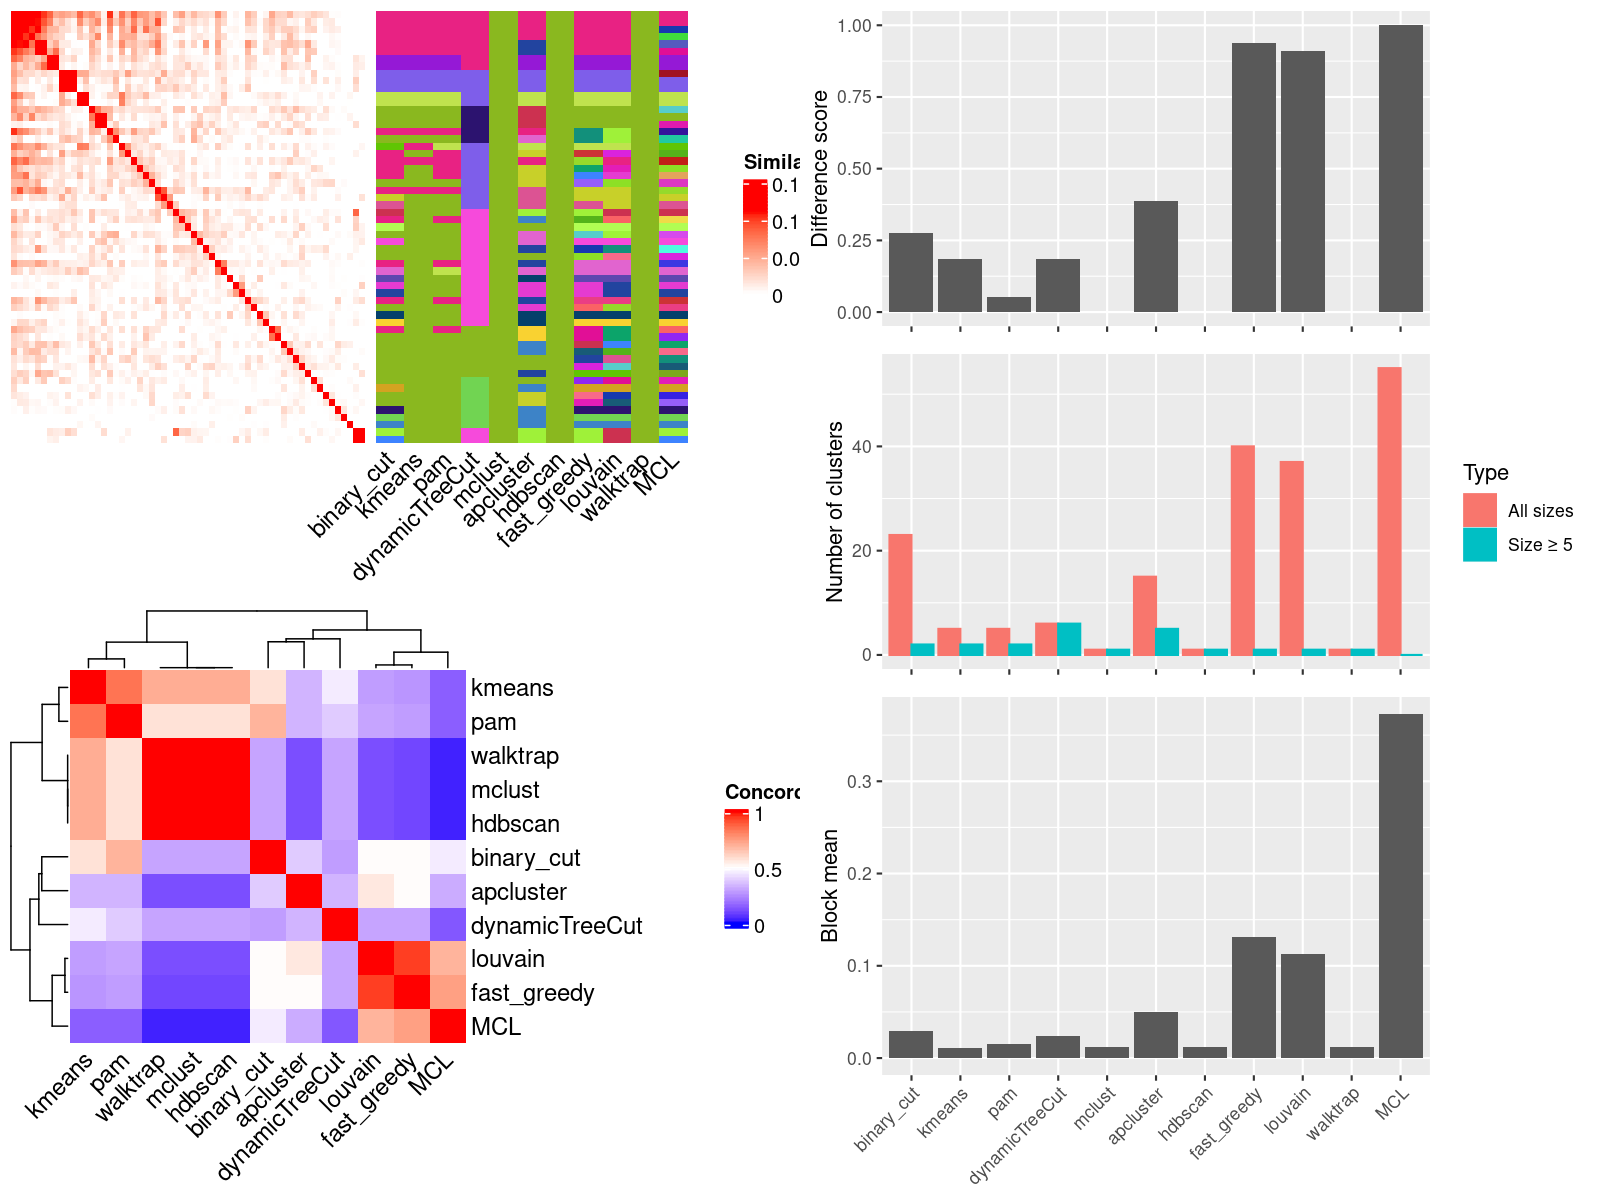 Simila
0.1
0.1
0.0
0
binary_cut
kmeans
pam
dynamicTreeCut
mclust
apcluster
hdbscan
fast_greedy
louvain
walktrap
MCL
kmeans
pam
walktrap
mclust
hdbscan
binary_cut
apcluster
dynamicTreeCut
louvain
fast_greedy
MCL
kmeans
pam
walktrap
mclust
hdbscan
binary_cut
apcluster
dynamicTreeCut
louvain
fast_greedy
MCL
Concord
1
0.5
0
Difference score
1.00
0.75
0.50
0.25
0.00
Number of clusters
40
20
0
Type
All sizes
Size ≥ 5
Block mean
0.3
0.2
0.1
0.0
binary_cut
kmeans
pam
dynamicTreeCut
mclust
apcluster
hdbscan
fast_greedy
louvain
walktrap
MCL